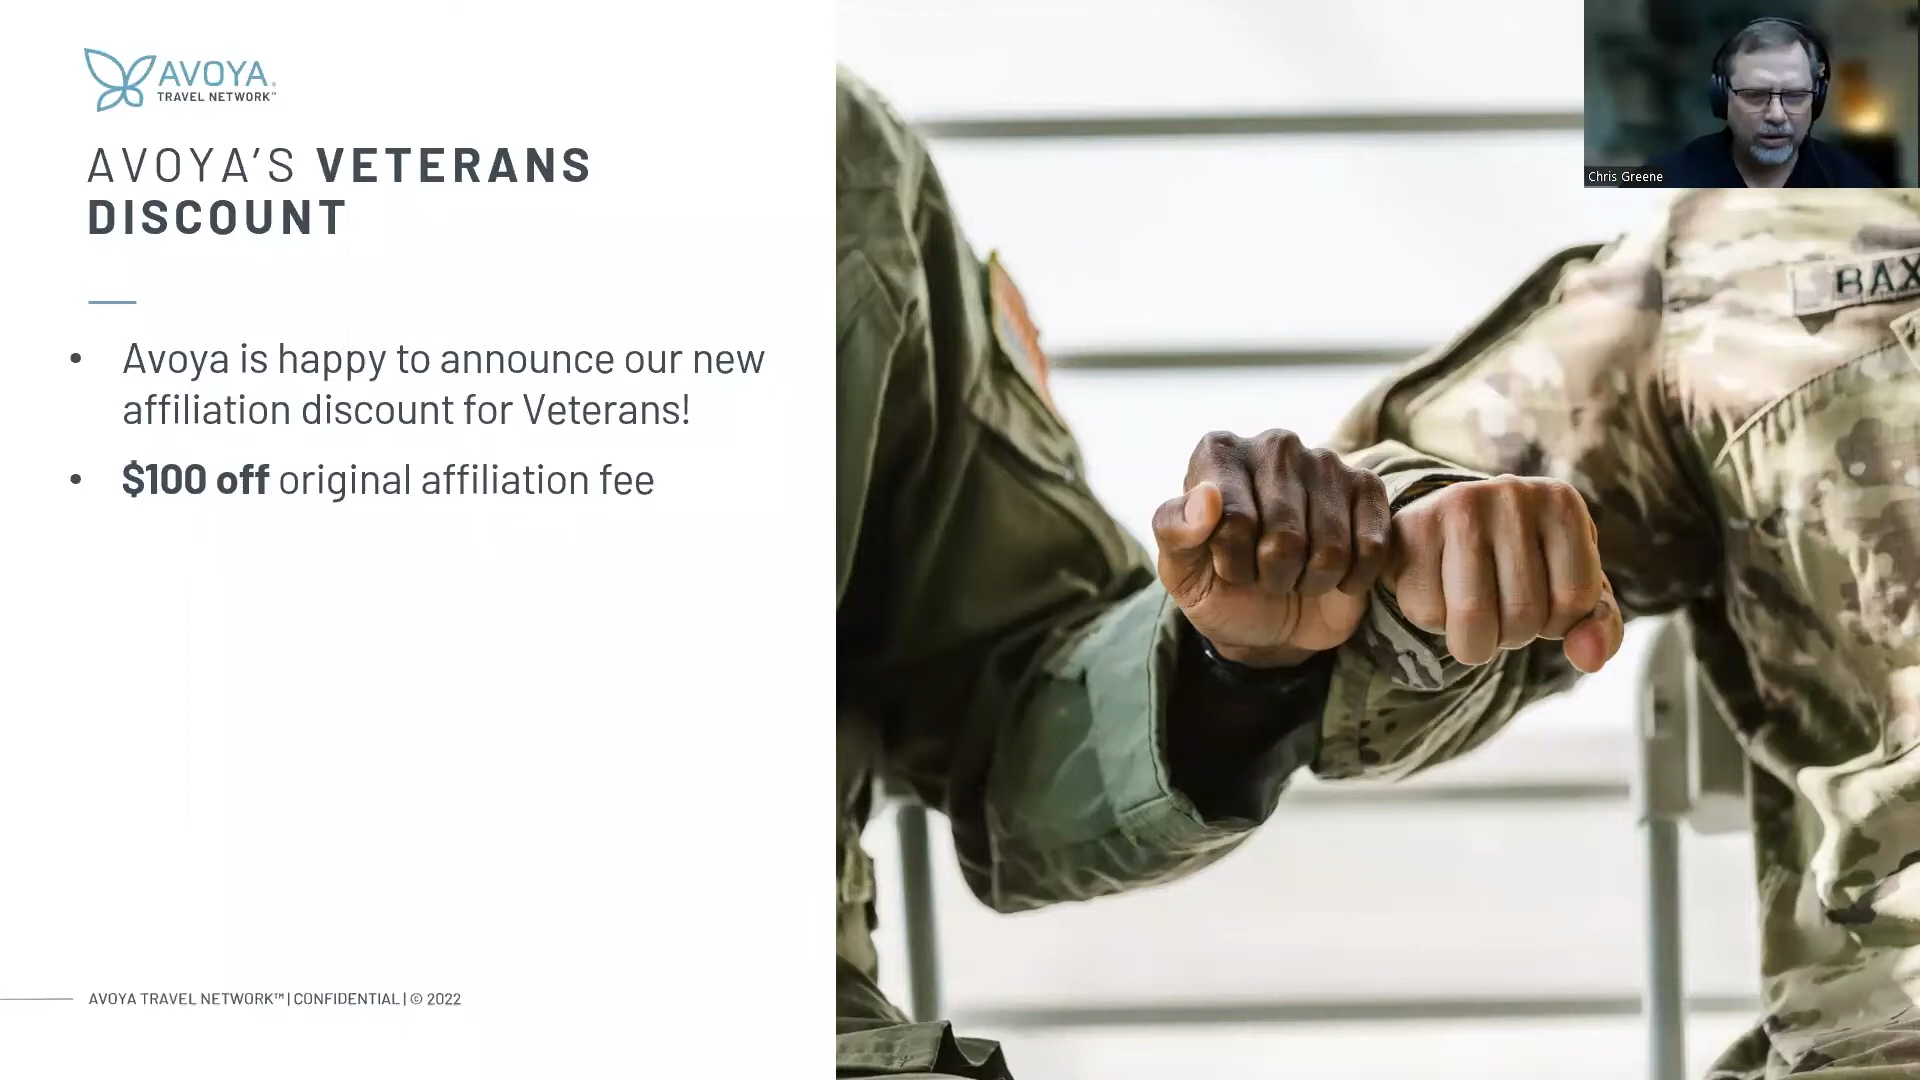 AVOYA®
TRAVEL NETWORK™
AVOYA’S VETERANS
DISCOUNT
• Avoya is happy to announce our new
affiliation discount for Veterans!
• $100 off original affiliation fee
AVOYA TRAVEL NETWORK™ | CONFIDENTIAL | © 2022
Chris Greene
BAX